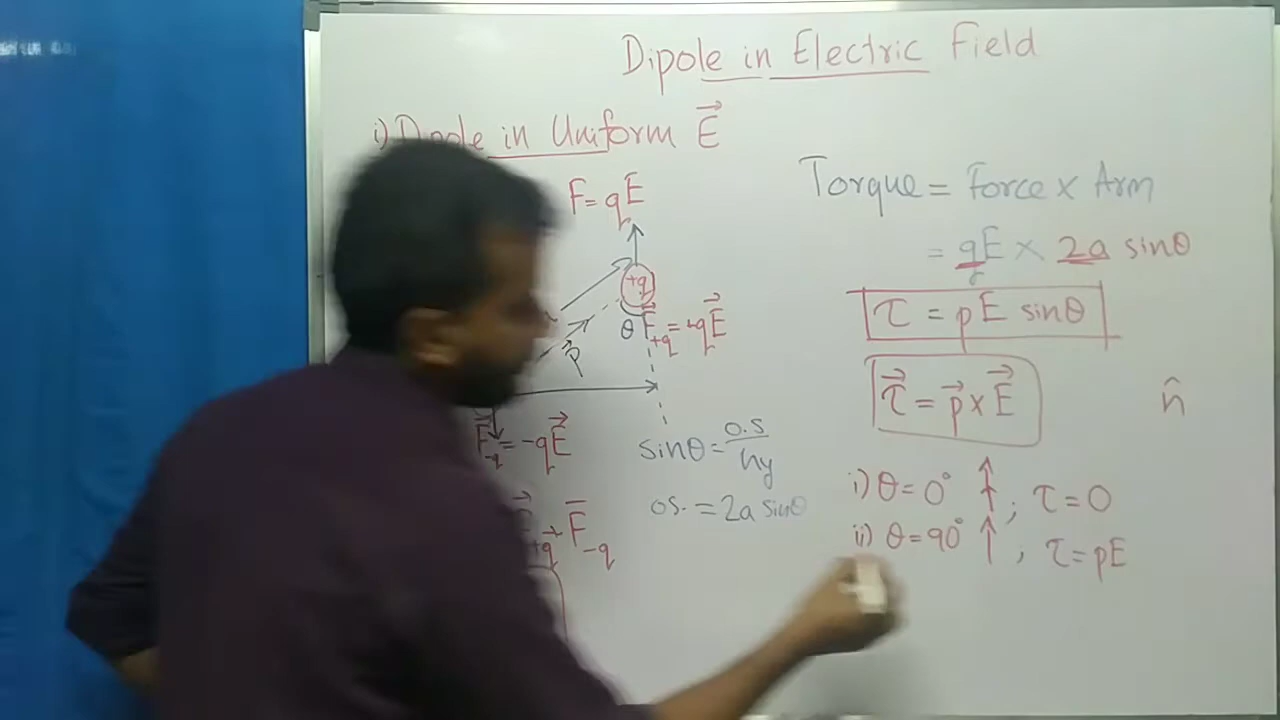 Dipole in Electric Field
i) Dipole in Uniform E⃗
F = qE
+q
θ F⃗+q = +qE⃗
p⃗
F⃗-q = -qE⃗
sinθ = o.s/hy
os. = 2a sinθ
+q + F-q
Torque = Force × Arm
= qE × 2a sinθ
τ = pE sinθ
τ⃗ = p⃗ × E⃗
n̂
i) θ = 0° ; τ = 0
ii) θ = 90° , τ = pE